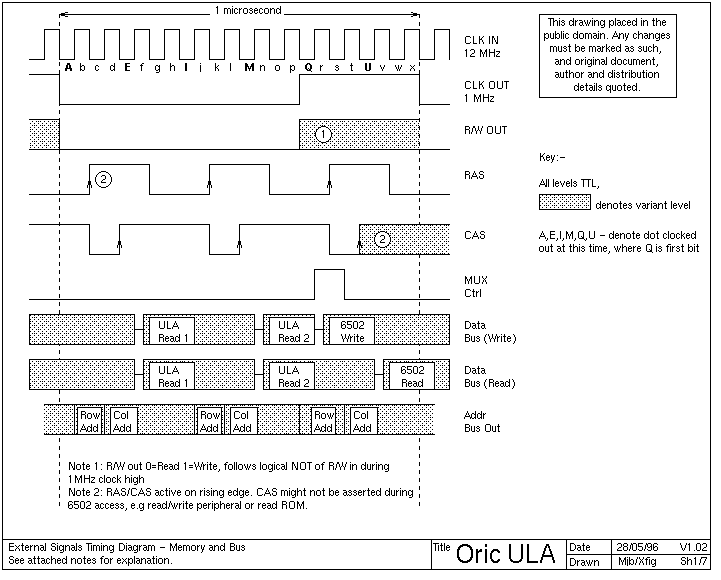 1 microsecond
This drawing placed in the
public domain. Any changes
must be marked as such,
and original document,
author and distribution
details quoted.
CLK IN
12 MHz
A b c d E f g h I j k l M n o p Q r s t U v w x
CLK OUT
1 MHz
1
R/W OUT
Key:-
2
RAS
All levels TTL,
denotes variant level
2
CAS
A,E,I,M,Q,U - denote dot clocked
out at this time, where Q is first bit
MUX
Ctrl
ULA ULA 6502 Data
Read 1 Read 2 Write Bus (Write)
ULA ULA 6502 Data
Read 1 Read 2 Read Bus (Read)
Row Col Row Col Row Col Addr
Add Add Add Add Add Add Bus Out
Note 1: R/W out 0=Read 1=Write, follows logical NOT of R/W in during
1MHz clock high
Note 2: RAS/CAS active on rising edge. CAS might not be asserted during
6502 access, e.g read/write peripheral or read ROM.
External Signals Timing Diagram - Memory and Bus
See attached notes for explanation.
Title Oric ULA
Date 28/05/96 V1.02
Drawn Mjb/Xfig Sh1/7